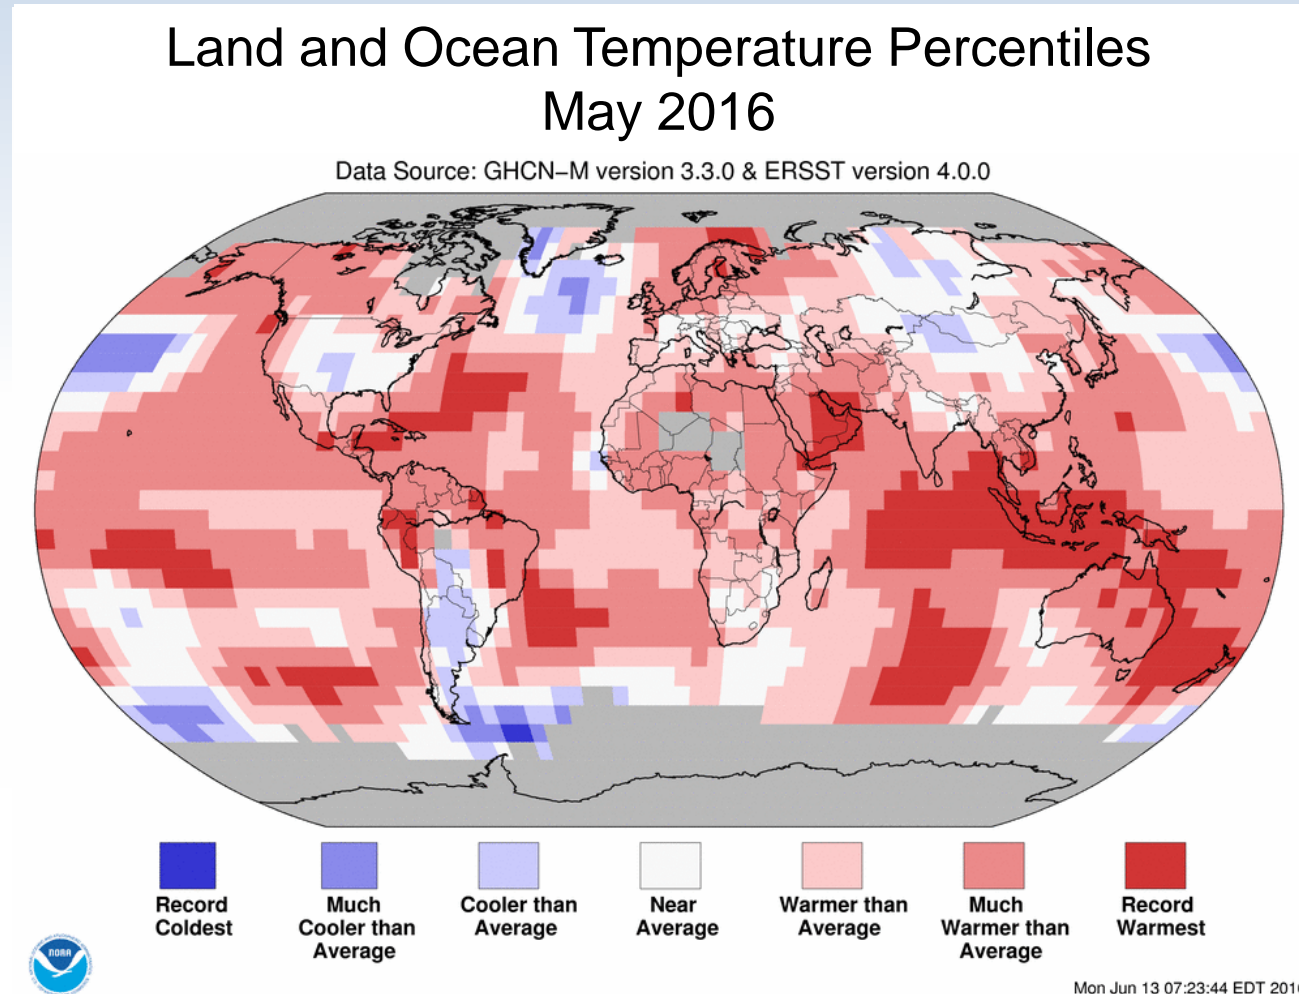 Land and Ocean Temperature Percentiles
May 2016
Data Source: GHCN–M version 3.3.0 & ERSST version 4.0.0
Record
Coldest
Much
Cooler than
Average
Cooler than
Average
Near
Average
Warmer than
Average
Much
Warmer than
Average
Record
Warmest
NOAA
Mon Jun 13 07:23:44 EDT 2016